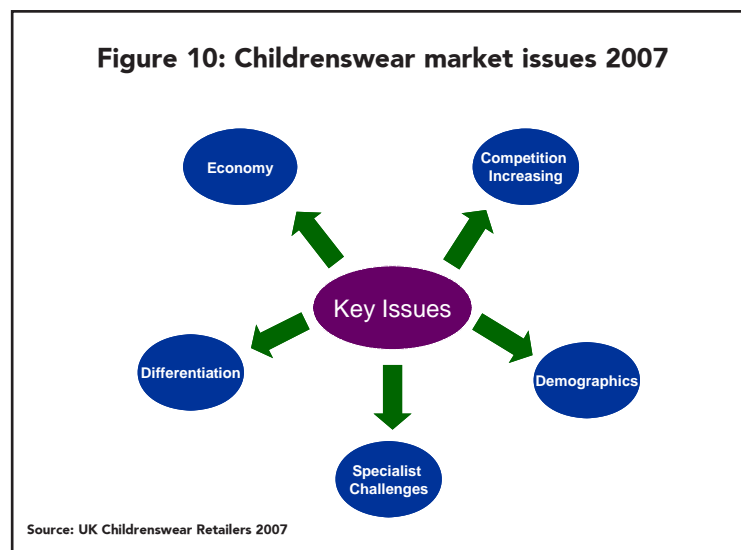 Figure 10: Childrenswear market issues 2007
Economy
Competition
Increasing
Key Issues
Differentiation
Demographics
Specialist
Challenges
Source: UK Childrenswear Retailers 2007